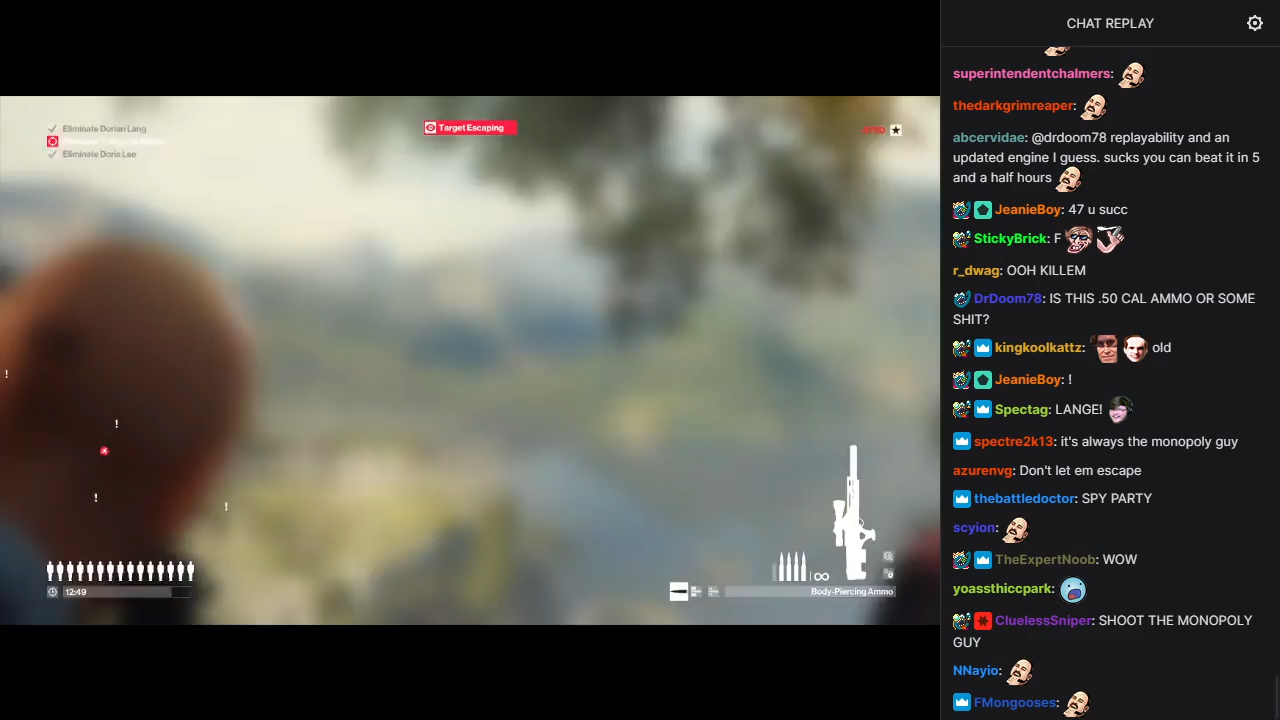 CHAT REPLAY
Eliminate Dorian Lang
Eliminate Doris Lee
Target Escaping
!
!
!
!
12:49
∞
Body-Piercing Ammo
superintendentchalmers:
thedarkgrimreaper:
abcervidae: @drdoom78 replayability and an
updated engine I guess. sucks you can beat it in 5
and a half hours
JeanieBoy: 47 u succ
StickyBrick: F
r_dwag: OOH KILLEM
DrDoom78: IS THIS .50 CAL AMMO OR SOME
SHIT?
kingkoolkattz: old
JeanieBoy: !
Spectag: LANGE!
spectre2k13: it's always the monopoly guy
azurenvg: Don't let em escape
thebattledoctor: SPY PARTY
scyion:
TheExpertNoob: WOW
yoassthiccpark:
CluelessSniper: SHOOT THE MONOPOLY
GUY
NNayio:
FMongooses: